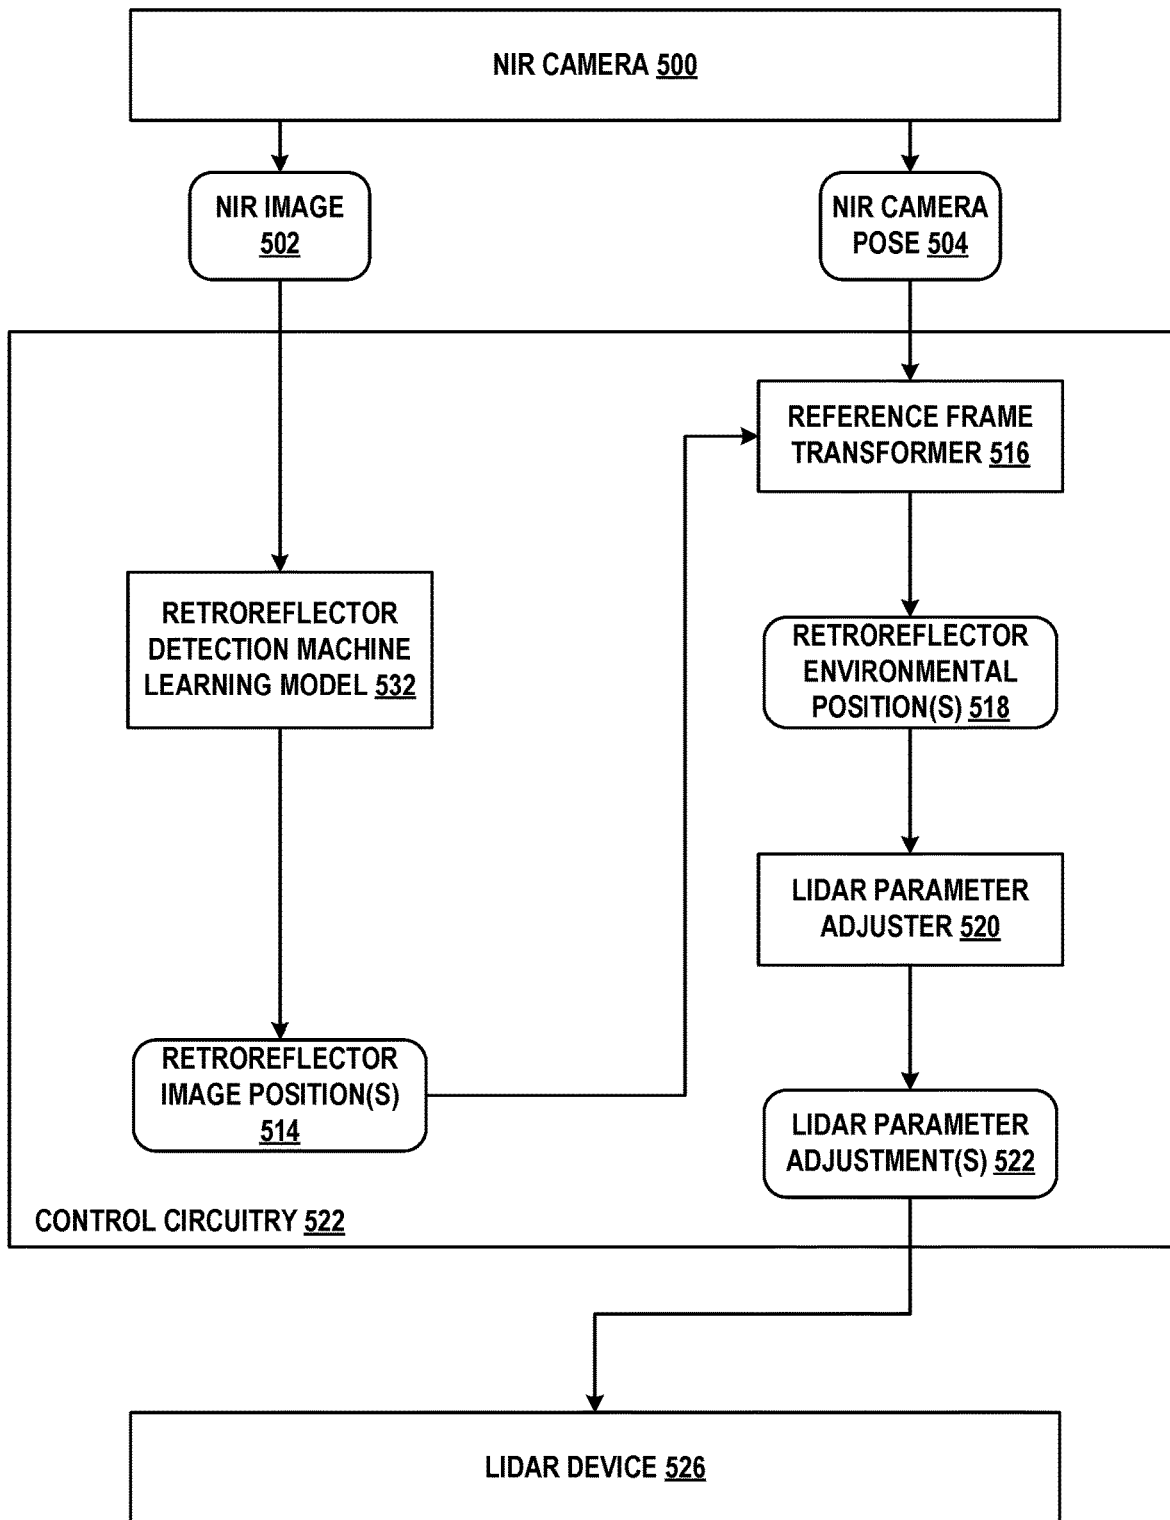 NIR CAMERA 500
NIR IMAGE
502
NIR CAMERA
POSE 504
REFERENCE FRAME
TRANSFORMER 516
RETROREFLECTOR
DETECTION MACHINE
LEARNING MODEL 532
RETROREFLECTOR
ENVIRONMENTAL
POSITION(S) 518
LIDAR PARAMETER
ADJUSTER 520
RETROREFLECTOR
IMAGE POSITION(S)
514
LIDAR PARAMETER
ADJUSTMENT(S) 522
CONTROL CIRCUITRY 522
LIDAR DEVICE 526